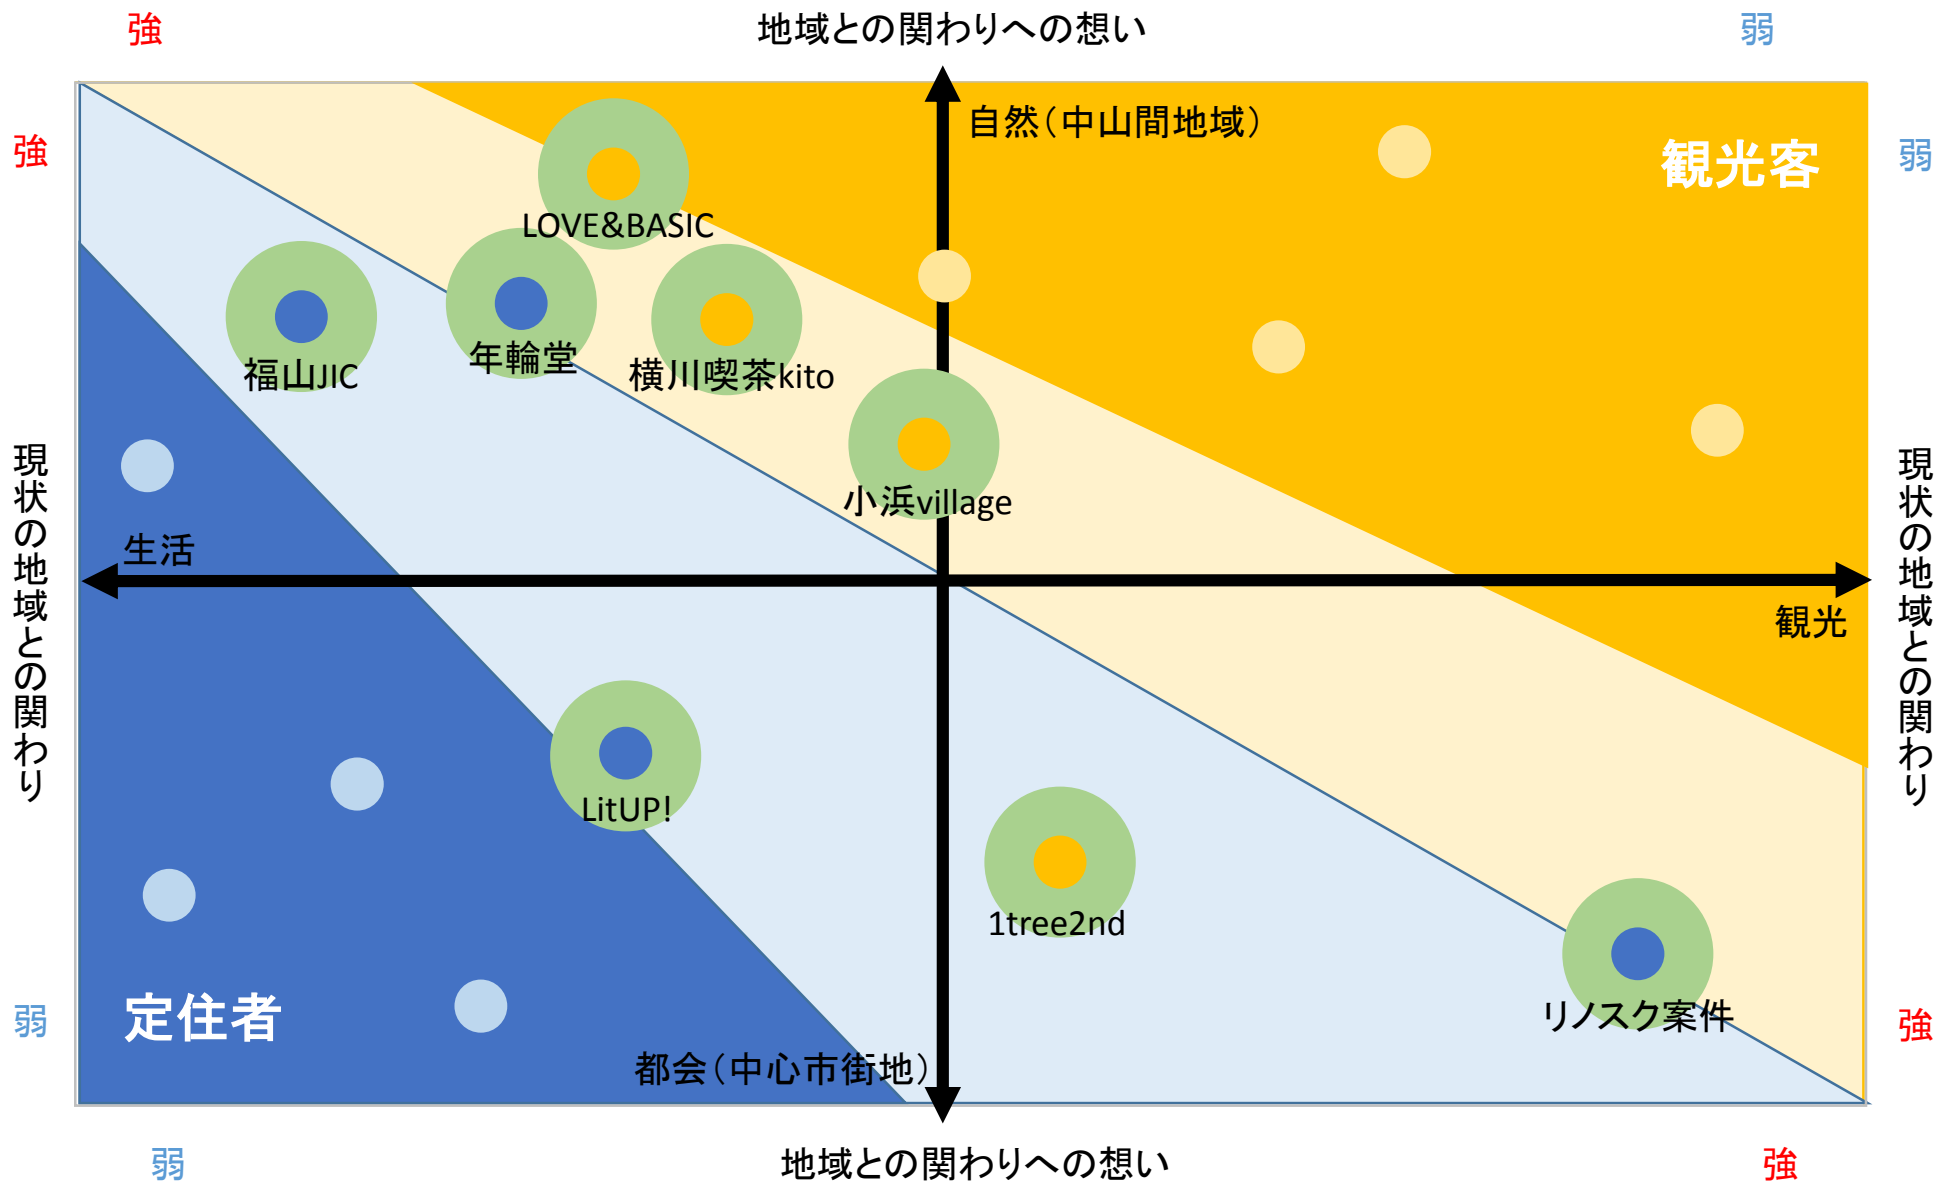 強
地域との関わりへの想い
弱
強
自然（中山間地域）
観光客
弱
LOVE&BASIC
福山JIC
年輪堂
横川喫茶kito
小浜village
現状の地域との関わり
生活
観光
現状の地域との関わり
LitUP!
1tree2nd
リノスク案件
定住者
弱
強
都会（中心市街地）
弱
地域との関わりへの想い
強